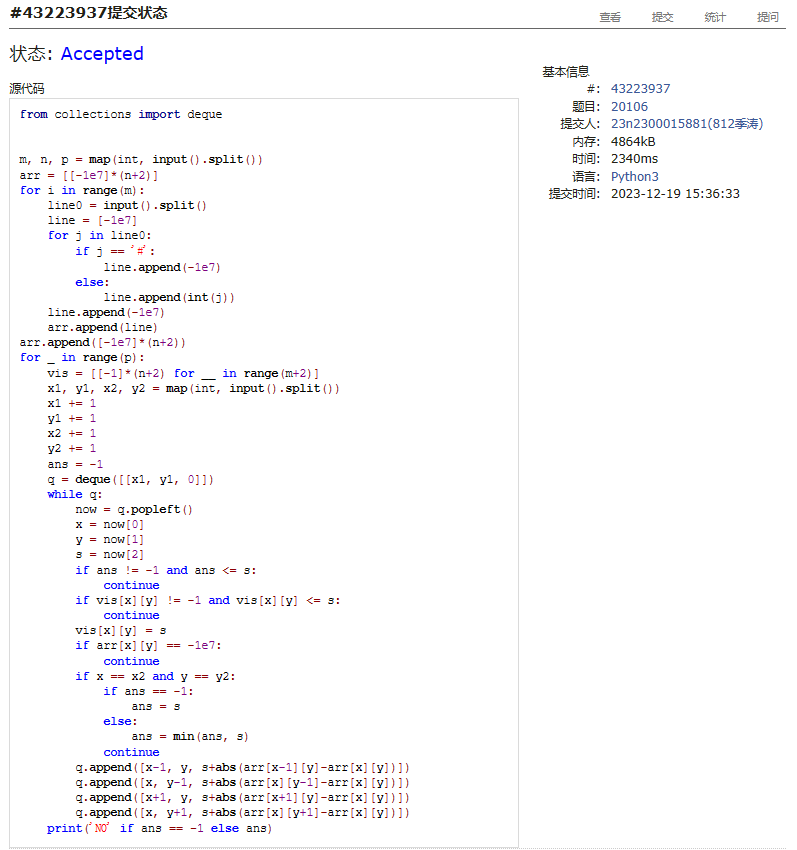 #43223937提交状态
查看 提交 统计 提问
状态: Accepted
源代码
from collections import deque


m, n, p = map(int, input().split())
arr = [[-1e7]*(n+2)]
for i in range(m):
    line0 = input().split()
    line = [-1e7]
    for j in line0:
        if j == '#':
            line.append(-1e7)
        else:
            line.append(int(j))
    line.append(-1e7)
    arr.append(line)
arr.append([-1e7]*(n+2))
for _ in range(p):
    vis = [[-1]*(n+2) for __ in range(m+2)]
    x1, y1, x2, y2 = map(int, input().split())
    x1 += 1
    y1 += 1
    x2 += 1
    y2 += 1
    ans = -1
    q = deque([[x1, y1, 0]])
    while q:
        now = q.popleft()
        x = now[0]
        y = now[1]
        s = now[2]
        if ans != -1 and ans <= s:
            continue
        if vis[x][y] != -1 and vis[x][y] <= s:
            continue
        vis[x][y] = s
        if arr[x][y] == -1e7:
            continue
        if x == x2 and y == y2:
            if ans == -1:
                ans = s
            else:
                ans = min(ans, s)
            continue
        q.append([x-1, y, s+abs(arr[x-1][y]-arr[x][y])])
        q.append([x, y-1, s+abs(arr[x][y-1]-arr[x][y])])
        q.append([x+1, y, s+abs(arr[x+1][y]-arr[x][y])])
        q.append([x, y+1, s+abs(arr[x][y+1]-arr[x][y])])
    print('NO' if ans == -1 else ans)
基本信息
#: 43223937
题目: 20106
提交人: 23n2300015881(812季涛)
内存: 4864kB
时间: 2340ms
语言: Python3
提交时间: 2023-12-19 15:36:33